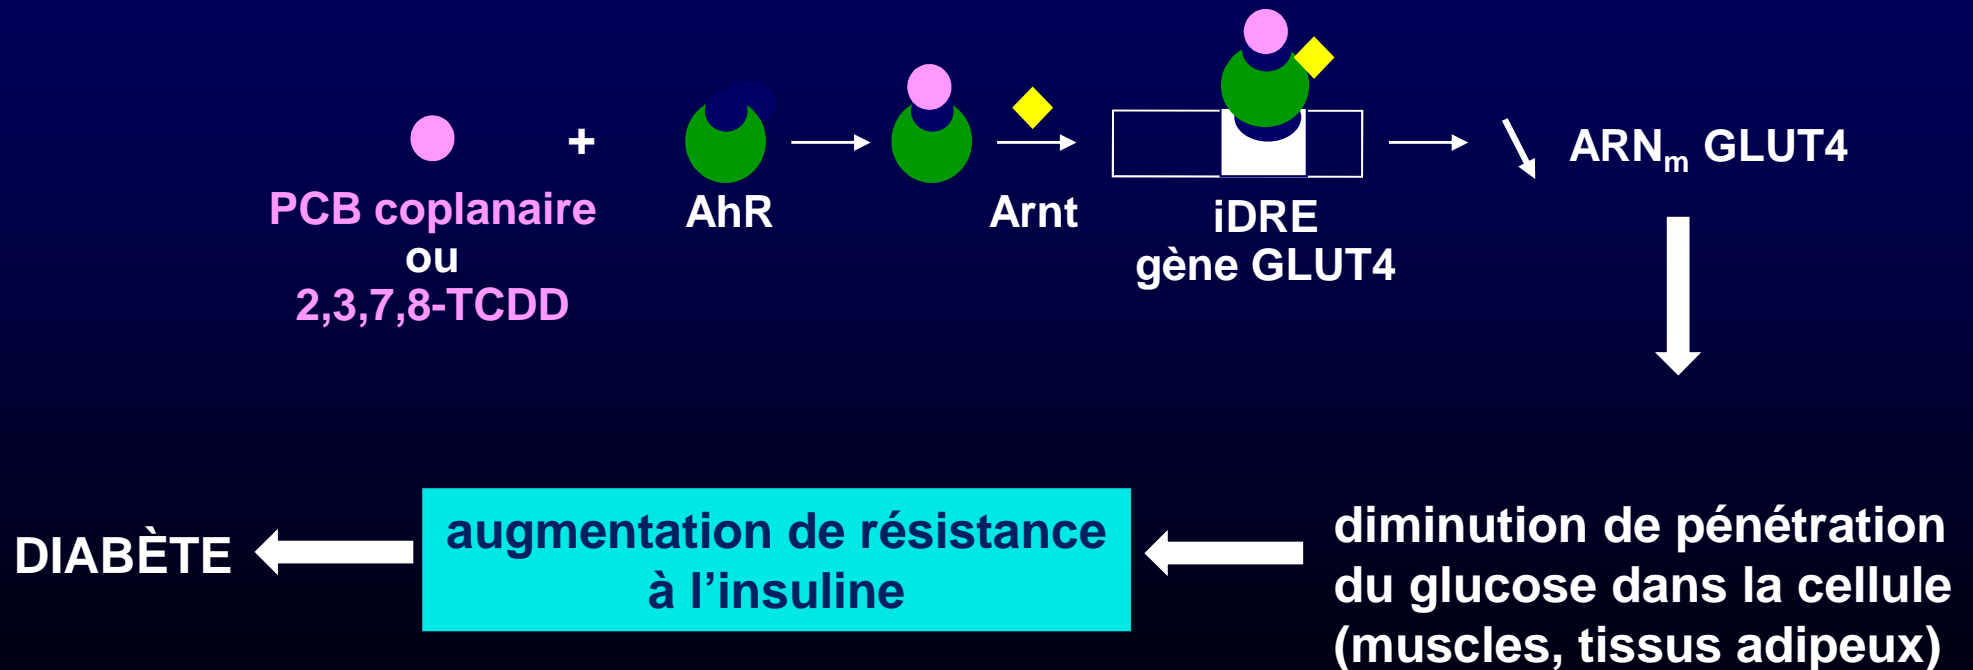 +
PCB coplanaire
ou
2,3,7,8-TCDD
AhR
Arnt
iDRE
gène GLUT4
ARNm GLUT4
diminution de pénétration
du glucose dans la cellule
(muscles, tissus adipeux)
augmentation de résistance
à l’insuline
DIABÈTE